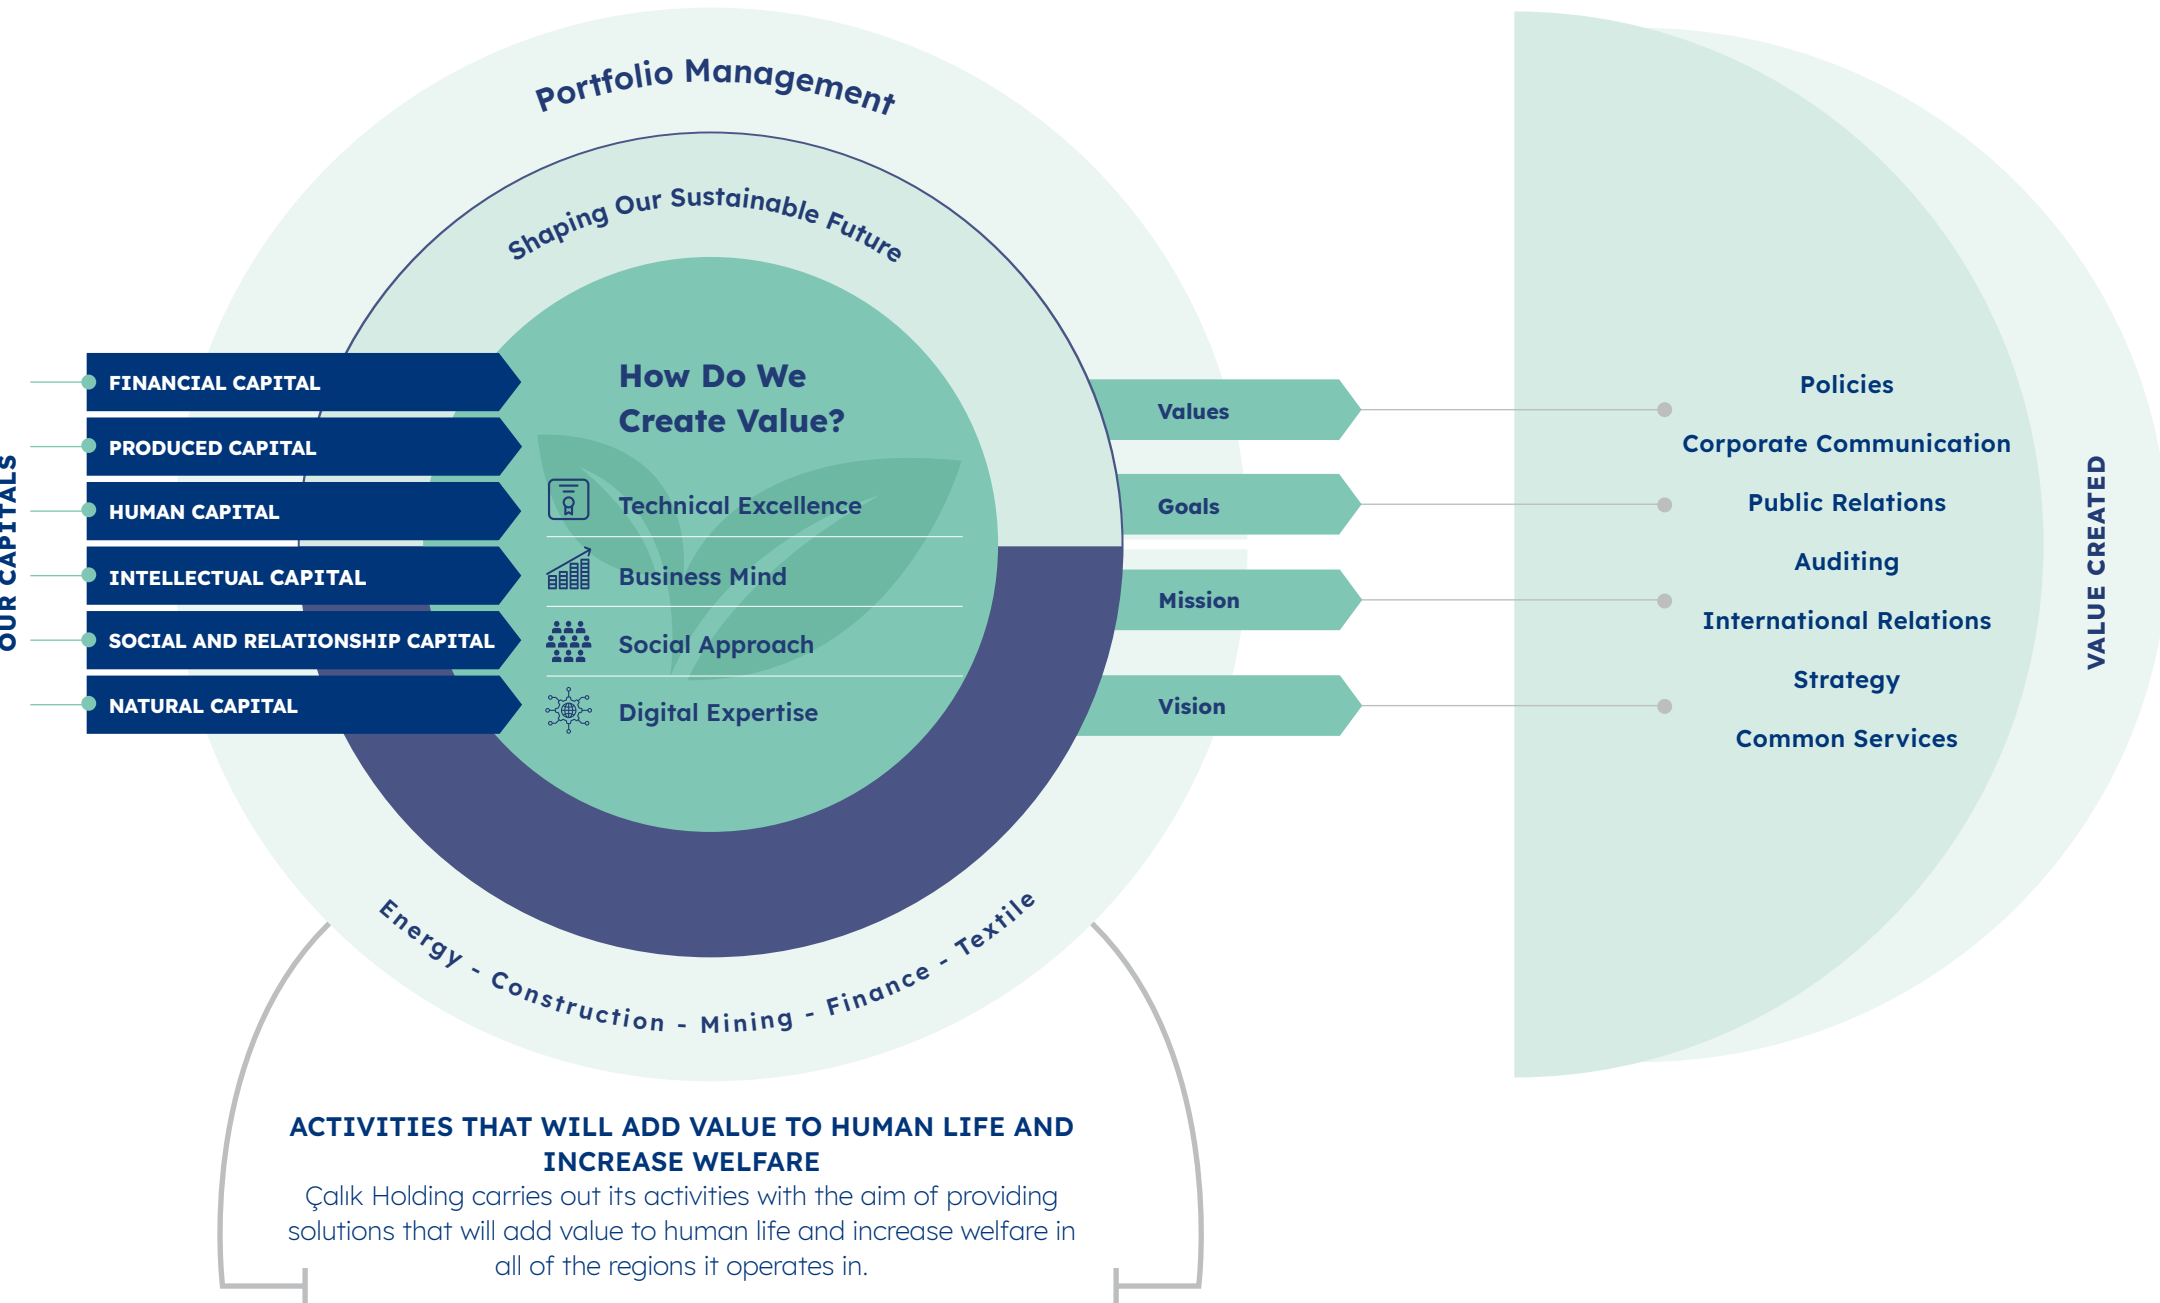 Portfolio Management
Shaping Our Sustainable Future
OUR CAPITALS
FINANCIAL CAPITAL
PRODUCED CAPITAL
HUMAN CAPITAL
INTELLECTUAL CAPITAL
SOCIAL AND RELATIONSHIP CAPITAL
NATURAL CAPITAL
How Do We
Create Value?
Technical Excellence
Business Mind
Social Approach
Digital Expertise
Values
Goals
Mission
Vision
Policies
Corporate Communication
Public Relations
Auditing
International Relations
Strategy
Common Services
VALUE CREATED
Energy - Construction - Mining - Finance - Textile
ACTIVITIES THAT WILL ADD VALUE TO HUMAN LIFE AND
INCREASE WELFARE
Çalık Holding carries out its activities with the aim of providing
solutions that will add value to human life and increase welfare in
all of the regions it operates in.